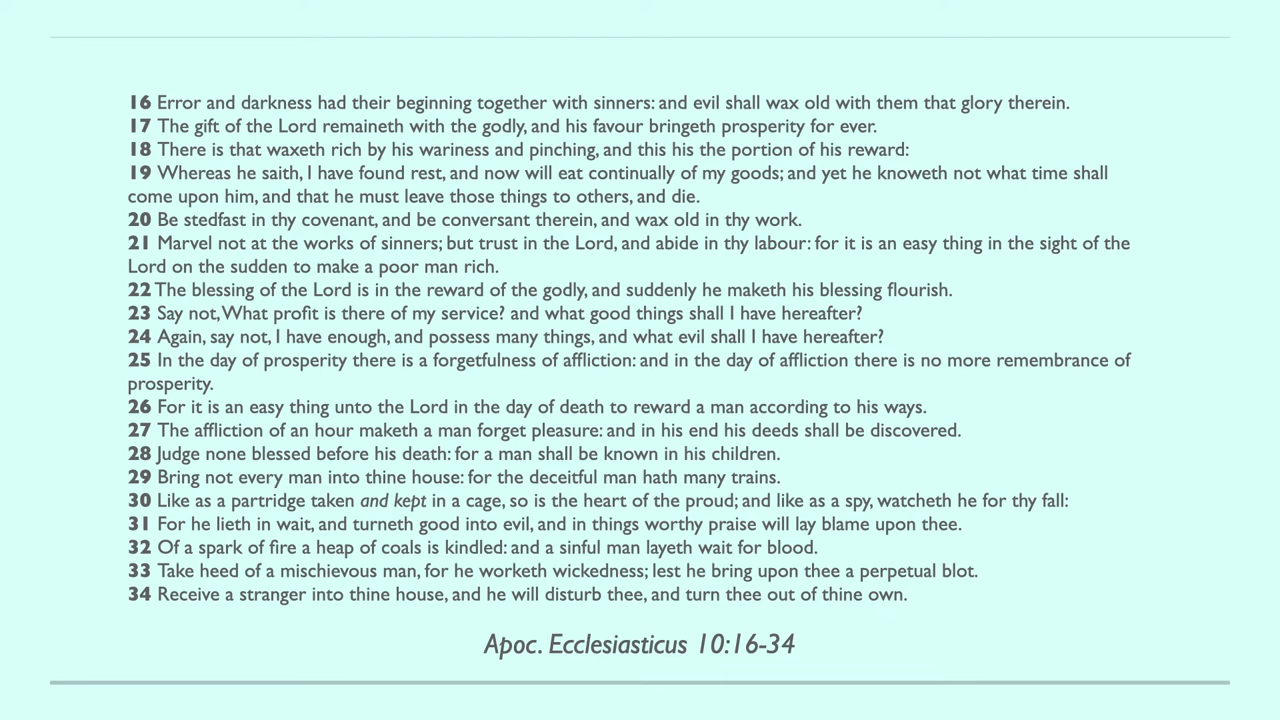 16 Error and darkness had their beginning together with sinners: and evil shall wax old with them that glory therein.
17 The gift of the Lord remaineth with the godly, and his favour bringeth prosperity for ever.
18 There is that waxeth rich by his wariness and pinching, and this his the portion of his reward:
19 Whereas he saith, I have found rest, and now will eat continually of my goods; and yet he knoweth not what time shall
come upon him, and that he must leave those things to others, and die.
20 Be stedfast in thy covenant, and be conversant therein, and wax old in thy work.
21 Marvel not at the works of sinners; but trust in the Lord, and abide in thy labour: for it is an easy thing in the sight of the
Lord on the sudden to make a poor man rich.
22 The blessing of the Lord is in the reward of the godly, and suddenly he maketh his blessing flourish.
23 Say not, What profit is there of my service? and what good things shall I have hereafter?
24 Again, say not, I have enough, and possess many things, and what evil shall I have hereafter?
25 In the day of prosperity there is a forgetfulness of affliction: and in the day of affliction there is no more remembrance of
prosperity.
26 For it is an easy thing unto the Lord in the day of death to reward a man according to his ways.
27 The affliction of an hour maketh a man forget pleasure: and in his end his deeds shall be discovered.
28 Judge none blessed before his death: for a man shall be known in his children.
29 Bring not every man into thine house: for the deceitful man hath many trains.
30 Like as a partridge taken and kept in a cage, so is the heart of the proud; and like as a spy, watcheth he for thy fall:
31 For he lieth in wait, and turneth good into evil, and in things worthy praise will lay blame upon thee.
32 Of a spark of fire a heap of coals is kindled: and a sinful man layeth wait for blood.
33 Take heed of a mischievous man, for he worketh wickedness; lest he bring upon thee a perpetual blot.
34 Receive a stranger into thine house, and he will disturb thee, and turn thee out of thine own.
Apoc. Ecclesiasticus 10:16-34